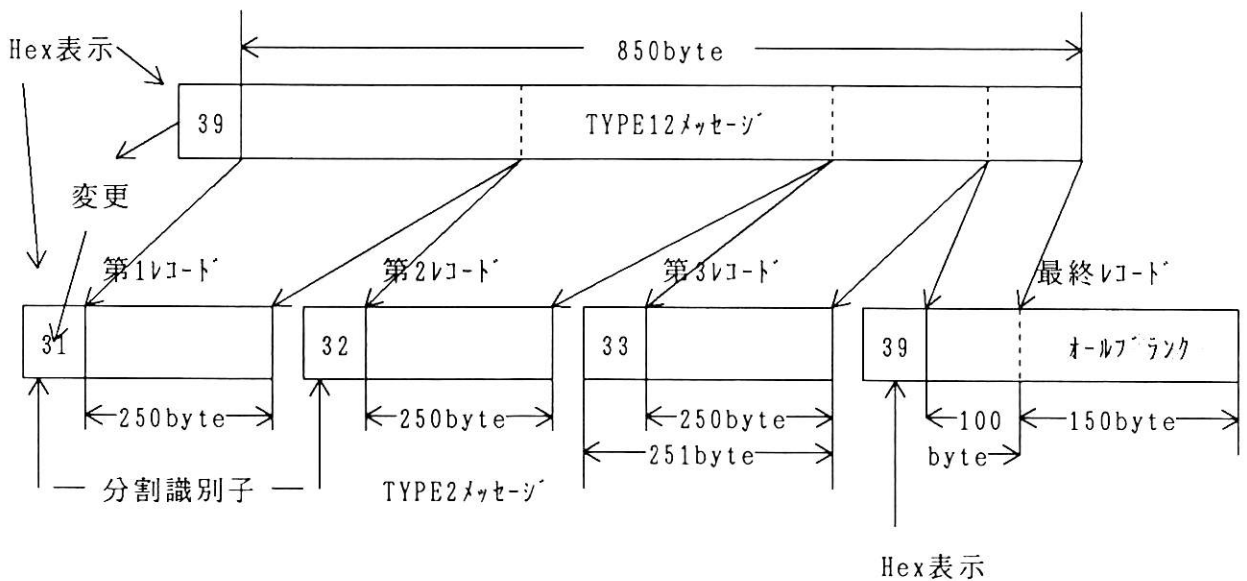 Hex表示
850byte
39
TYPE12メッセージ
変更
第1レコード
第2レコード
第3レコード
最終レコード
31
32
33
39
オールブランク
250byte
250byte
250byte
100
byte
150byte
251byte
分割識別子
TYPE2メッセージ
Hex表示